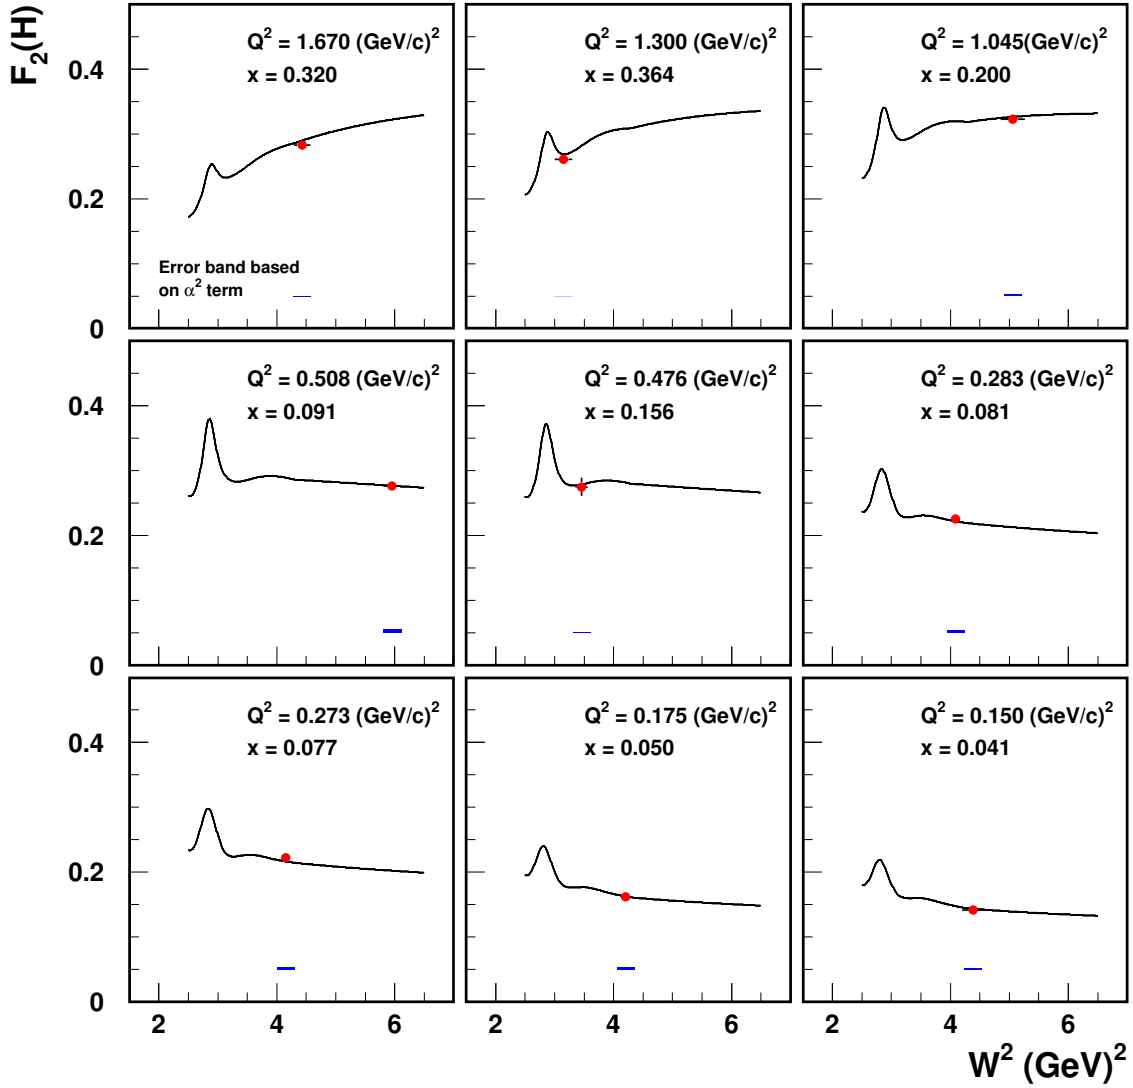 F₂(H)
Q² = 1.670 (GeV/c)²
x = 0.320
Error band based
on α² term
Q² = 1.300 (GeV/c)²
x = 0.364
Q² = 1.045(GeV/c)²
x = 0.200
0.4
0.2
0
Q² = 0.508 (GeV/c)²
x = 0.091
Q² = 0.476 (GeV/c)²
x = 0.156
Q² = 0.283 (GeV/c)²
x = 0.081
0.4
0.2
0
Q² = 0.273 (GeV/c)²
x = 0.077
Q² = 0.175 (GeV/c)²
x = 0.050
Q² = 0.150 (GeV/c)²
x = 0.041
0.4
0.2
0
2 4 6 2 4 6 2 4 6
W² (GeV)²